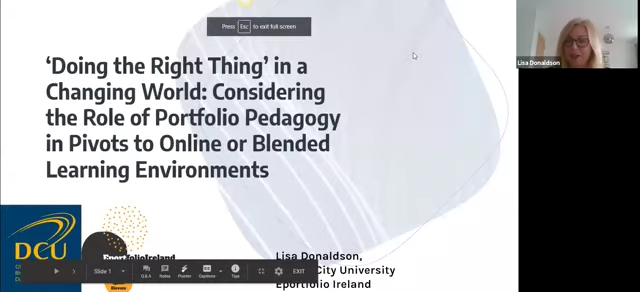 Press Esc to exit full screen
Lisa Donaldson
'Doing the Right Thing' in a
Changing World: Considering
the Role of Portfolio Pedagogy
in Pivots to Online or Blended
Learning Environments
DCU
EportfolioIreland
Lisa Donaldson,
City University
Eportfolio Ireland
Slide 1
Q&A
Notes
Pointer
Captions
Tips
EXIT